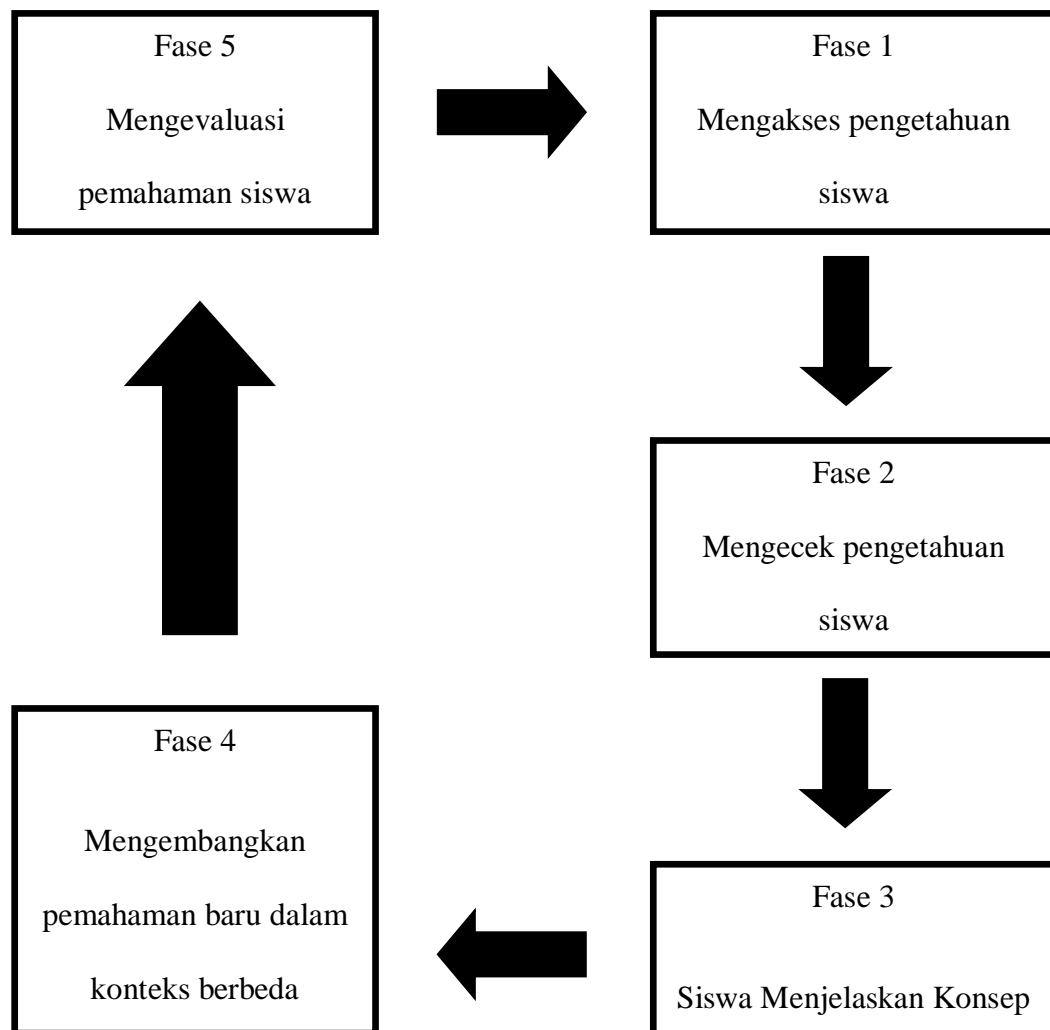 Fase 5
Mengevaluasi
pemahaman siswa
Fase 1
Mengakses pengetahuan
siswa
Fase 2
Mengecek pengetahuan
siswa
Fase 4
Mengembangkan
pemahaman baru dalam
konteks berbeda
Fase 3
Siswa Menjelaskan Konsep